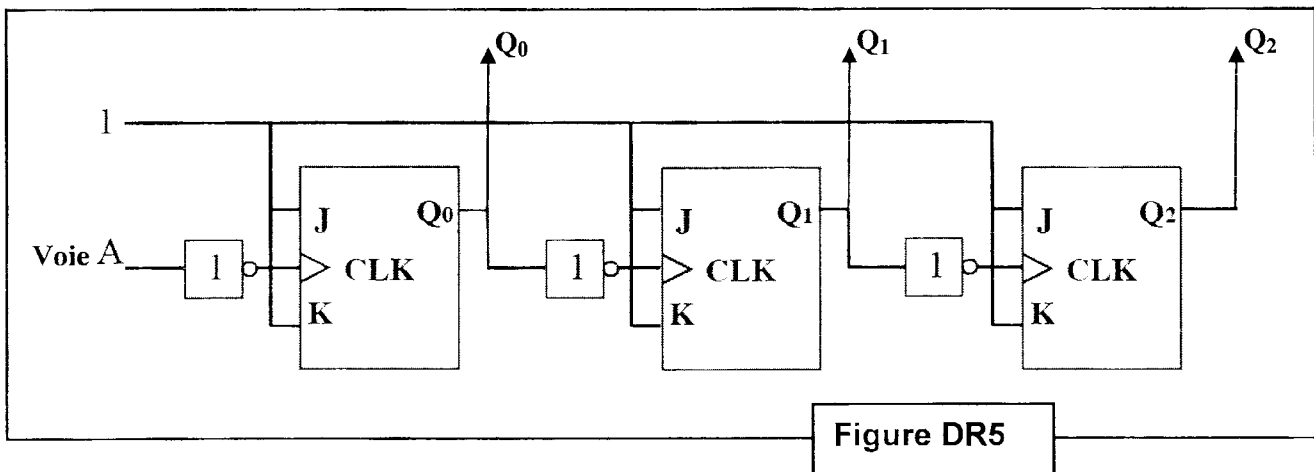 Q0 Q1 Q2
1
J Q0 J Q1 J Q2
Voie A 1 CLK 1 CLK 1 CLK
K K K
Figure DR5